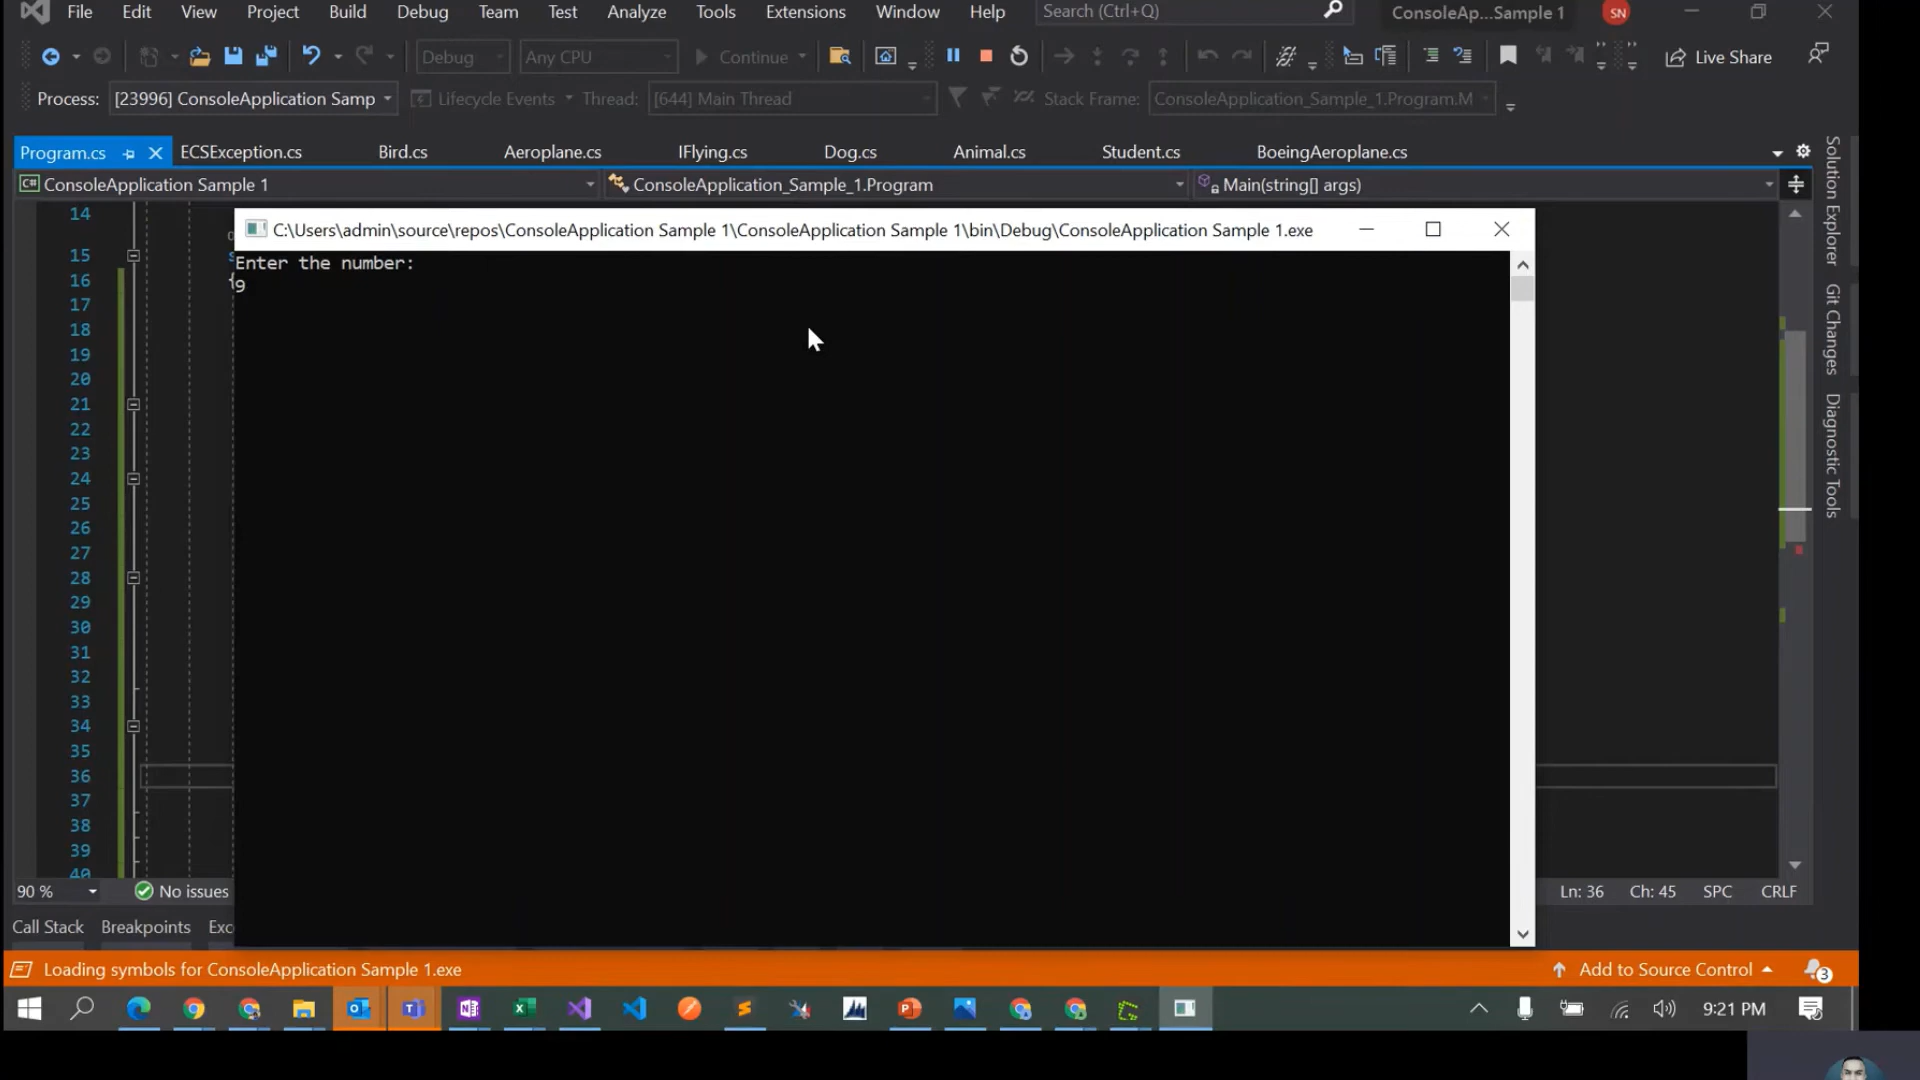 File Edit View Project Build Debug Team Test Analyze Tools Extensions Window Help Search (Ctrl+Q) ConsoleAp...Sample 1 SN
Debug Any CPU Continue Live Share
Process: [23996] ConsoleApplication Samp Lifecycle Events Thread: [644] Main Thread Stack Frame: ConsoleApplication_Sample_1.Program.M
Program.cs ECSException.cs Bird.cs Aeroplane.cs IFlying.cs Dog.cs Animal.cs Student.cs BoeingAeroplane.cs
C# ConsoleApplication Sample 1 ConsoleApplication_Sample_1.Program Main(string[] args)
C:\Users\admin\source\repos\ConsoleApplication Sample 1\ConsoleApplication Sample 1\bin\Debug\ConsoleApplication Sample 1.exe
Enter the number:
9
14
15
16
17
18
19
20
21
22
23
24
25
26
27
28
29
30
31
32
33
34
35
36
37
38
39
40
Solution Explorer
Git Changes
Diagnostic Tools
90 % No issues Ln: 36 Ch: 45 SPC CRLF
Call Stack Breakpoints Exc
Loading symbols for ConsoleApplication Sample 1.exe Add to Source Control 3
9:21 PM